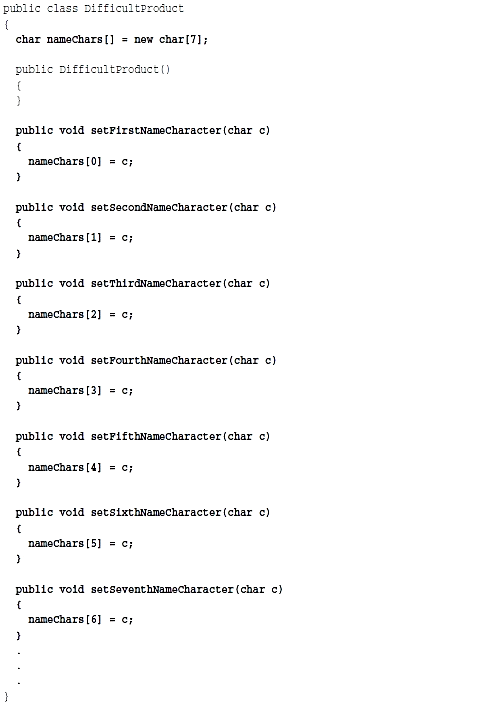 public class DifficultProduct
{
char nameChars[] = new char[7];
public DifficultProduct()
{
}
public void setFirstNameCharacter(char c)
{
nameChars[0] = c;
}
public void setSecondNameCharacter(char c)
{
nameChars[1] = c;
}
public void setThirdNameCharacter(char c)
{
nameChars[2] = c;
}
public void setFourthNameCharacter(char c)
{
nameChars[3] = c;
}
public void setFifthNameCharacter(char c)
{
nameChars[4] = c;
}
public void setSixthNameCharacter(char c)
{
nameChars[5] = c;
}
public void setSeventhNameCharacter(char c)
{
nameChars[6] = c;
}
.
.
.
}